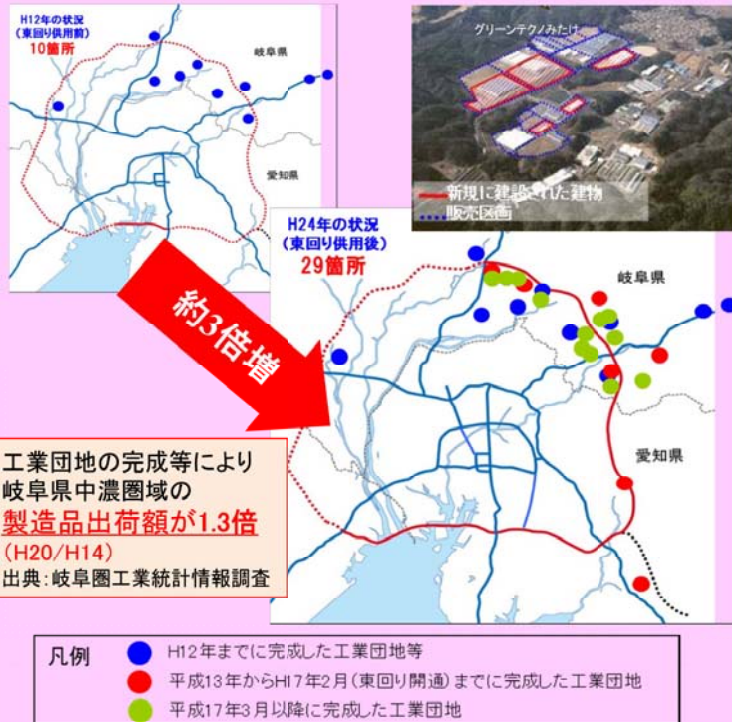 H12年の状況
(東回り供用前)
10箇所
岐阜県
愛知県
グリーンテクノみたけ
新規に建設された建物
販売区画
H24年の状況
(東回り供用後)
29箇所
岐阜県
愛知県
約3倍増
工業団地の完成等により
岐阜県中濃圏域の
製造品出荷額が1.3倍
(H20/H14)
出典:岐阜圏工業統計情報調査
凡例
H12年までに完成した工業団地等
平成13年からH17年2月(東回り開通)までに完成した工業団地
平成17年3月以降に完成した工業団地